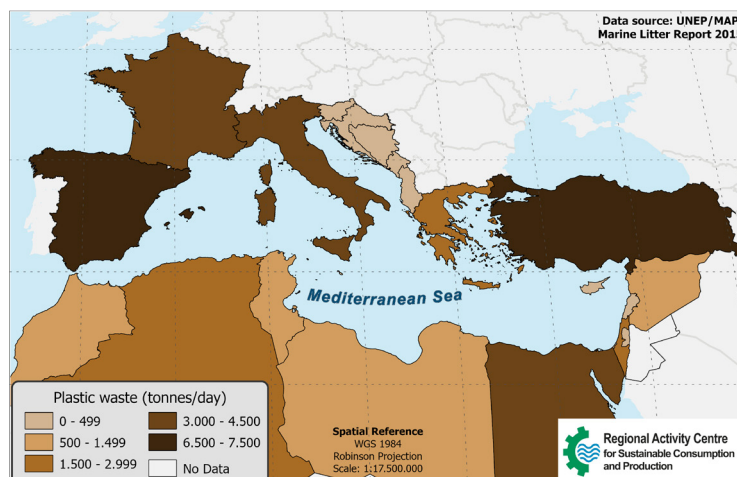 Data source: UNEP/MAP
Marine Litter Report 2015
Mediterranean Sea
Plastic waste (tonnes/day)
0 - 499
500 - 1.499
1.500 - 2.999
3.000 - 4.500
6.500 - 7.500
No Data
Spatial Reference
WGS 1984
Robinson Projection
Scale: 1:17.500.000
Regional Activity Centre
for Sustainable Consumption
and Production